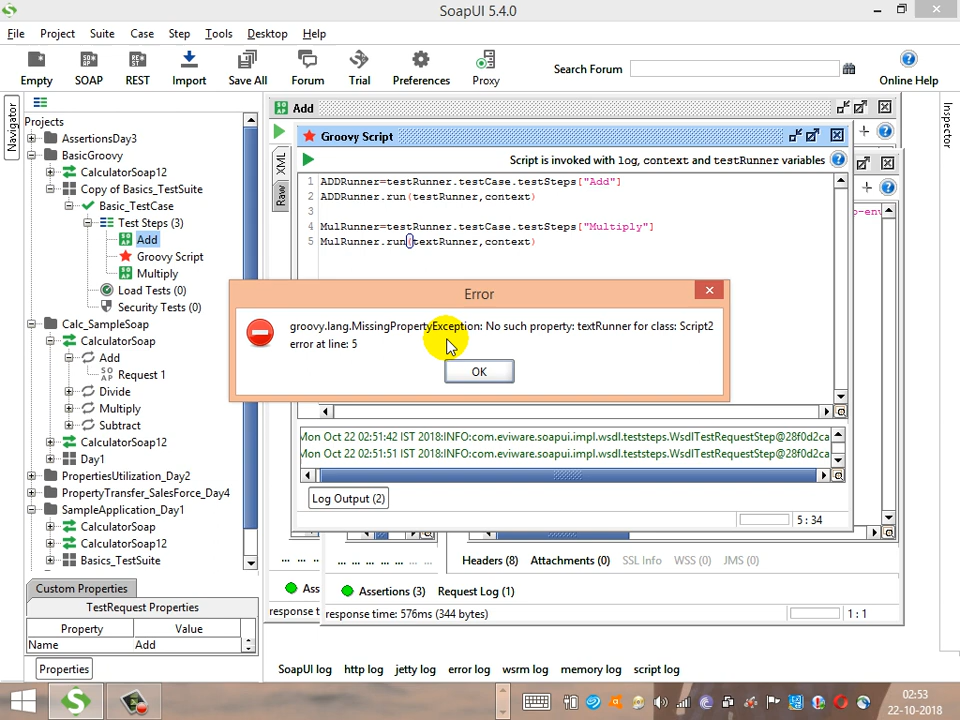 SoapUI 5.4.0
File Project Suite Case Step Tools Desktop Help
Empty SOAP REST Import Save All Forum Trial Preferences Proxy
Search Forum
Online Help
Navigator
Inspector
Projects
AssertionsDay3
BasicGroovy
CalculatorSoap12
Copy of Basics_TestSuite
Basic_TestCase
Test Steps (3)
Add
Groovy Script
Multiply
Load Tests (0)
Security Tests (0)
Calc_SampleSoap
CalculatorSoap
Add
Request 1
Divide
Multiply
Subtract
CalculatorSoap12
Day1
PropertiesUtilization_Day2
PropertyTransfer_SalesForce_Day4
SampleApplication_Day1
CalculatorSoap
CalculatorSoap12
Basics_TestSuite
Custom Properties
TestRequest Properties
Property Value
Name Add
Properties
Add
Groovy Script
XML
Raw
Script is invoked with log, context and testRunner variables
1 ADDRunner=testRunner.testCase.testSteps["Add"]
2 ADDRunner.run(testRunner,context)
3
4 MulRunner=testRunner.testCase.testSteps["Multiply"]
5 MulRunner.run(textRunner,context)
Error
groovy.lang.MissingPropertyException: No such property: textRunner for class: Script2
error at line: 5
OK
Mon Oct 22 02:51:42 IST 2018:INFO:com.eviware.soapui.impl.wsdl.teststeps.WsdlTestRequestStep@28f0d2ca
Mon Oct 22 02:51:51 IST 2018:INFO:com.eviware.soapui.impl.wsdl.teststeps.WsdlTestRequestStep@28f0d2ca
Log Output (2)
5 : 34
Headers (8) Attachments (0) SSL Info WSS (0) JMS (0)
Ass
Assertions (3) Request Log (1)
response t
response time: 576ms (344 bytes)
1 : 1
SoapUI log http log jetty log error log wsrm log memory log script log
02:53
22-10-2018